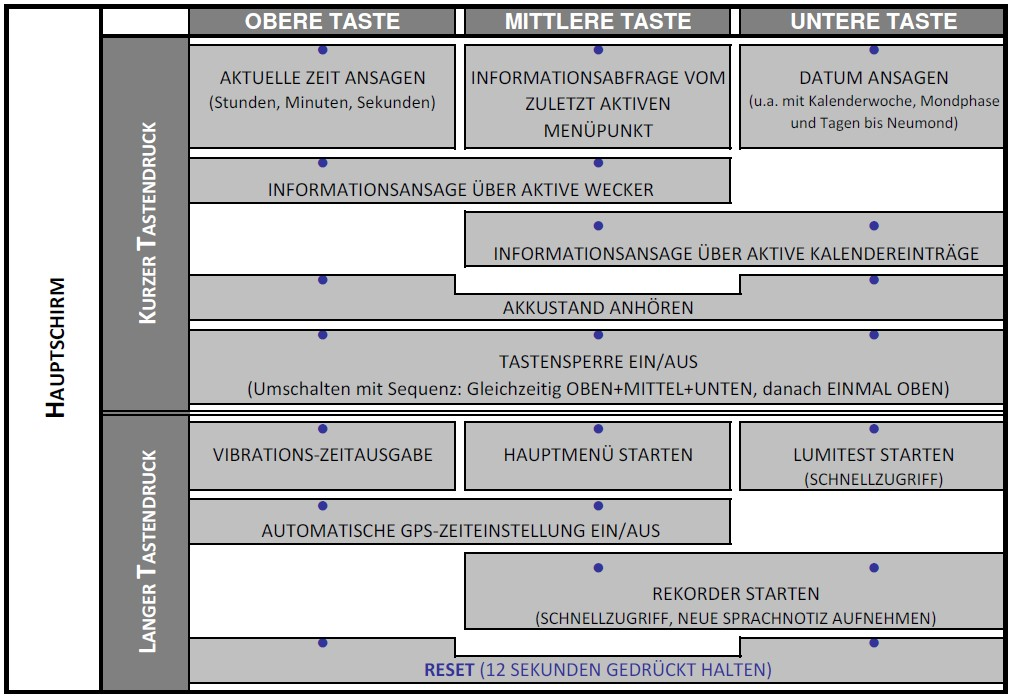 OBERE TASTE
MITTLERE TASTE
UNTERE TASTE
HAUPTSCHIRM
KURZER TASTENDRUCK
AKTUELLE ZEIT ANSAGEN
(Stunden, Minuten, Sekunden)
INFORMATIONSABFRAGE VOM
ZULETZT AKTIVEN
MENÜPUNKT
DATUM ANSAGEN
(u.a. mit Kalenderwoche, Mondphase
und Tagen bis Neumond)
INFORMATIONSANSAGE ÜBER AKTIVE WECKER
INFORMATIONSANSAGE ÜBER AKTIVE KALENDEREINTRÄGE
AKKUSTAND ANHÖREN
TASTENSPERRE EIN/AUS
(Umschalten mit Sequenz: Gleichzeitig OBEN+MITTEL+UNTEN, danach EINMAL OBEN)
LANGER TASTENDRUCK
VIBRATIONS-ZEITAUSGABE
HAUPTMENÜ STARTEN
LUMITEST STARTEN
(SCHNELLZUGRIFF)
AUTOMATISCHE GPS-ZEITEINSTELLUNG EIN/AUS
REKORDER STARTEN
(SCHNELLZUGRIFF, NEUE SPRACHNOTIZ AUFNEHMEN)
RESET (12 SEKUNDEN GEDRÜCKT HALTEN)